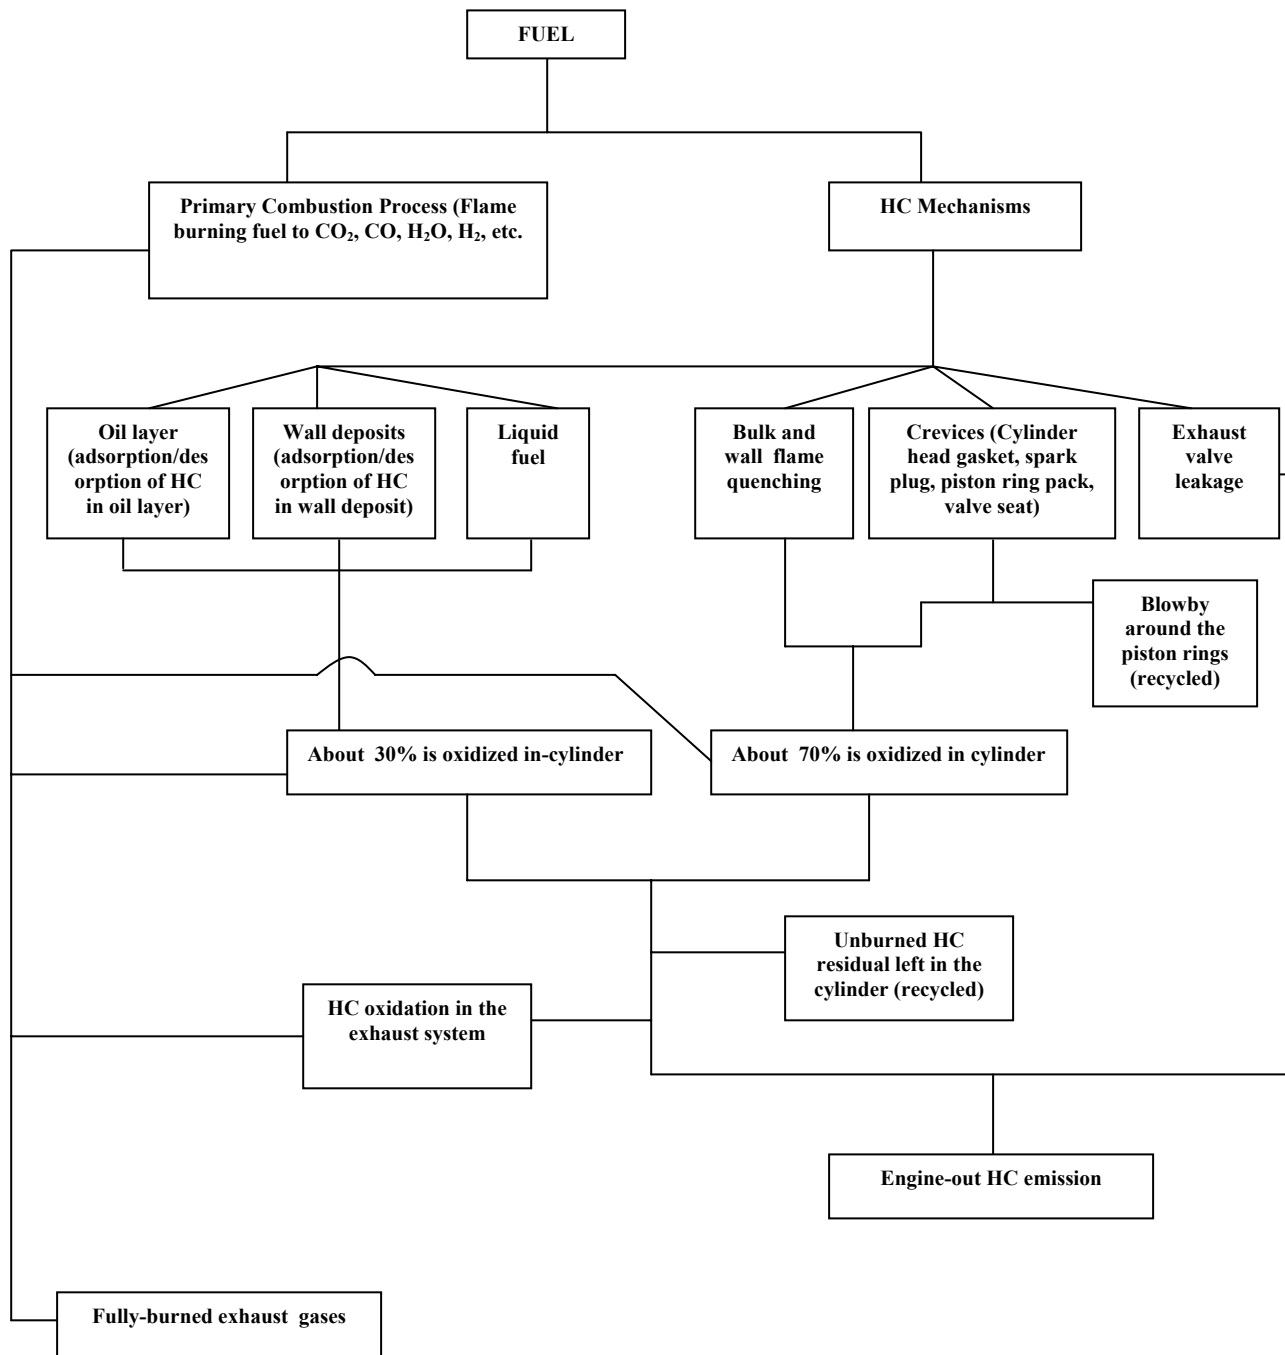 FUEL
Primary Combustion Process (Flame
burning fuel to CO₂, CO, H₂O, H₂, etc.
HC Mechanisms
Oil layer
(adsorption/des
orption of HC
in oil layer)
Wall deposits
(adsorption/des
orption of HC
in wall deposit)
Liquid
fuel
Bulk and
wall flame
quenching
Crevices (Cylinder
head gasket, spark
plug, piston ring pack,
valve seat)
Exhaust
valve
leakage
Blowby
around the
piston rings
(recycled)
About 30% is oxidized in-cylinder
About 70% is oxidized in cylinder
Unburned HC
residual left in the
cylinder (recycled)
HC oxidation in the
exhaust system
Engine-out HC emission
Fully-burned exhaust gases